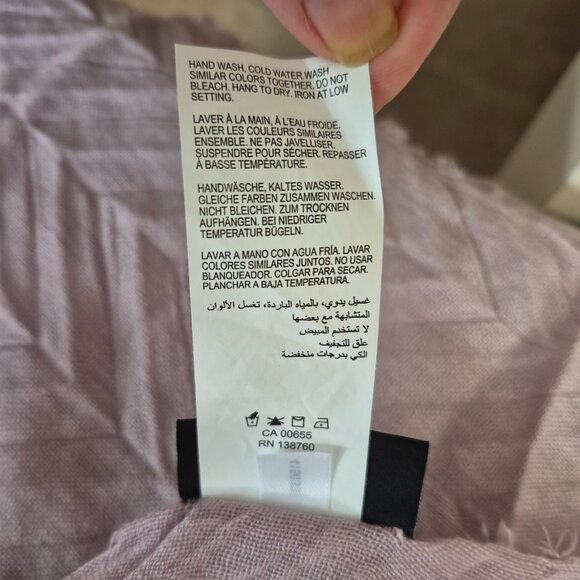 HAND WASH, COLD WATER, WASH
SIMILAR COLORS TOGETHER, DO NOT
BLEACH. HANG TO DRY. IRON AT LOW
SETTING.
LAVER À LA MAIN, À L'EAU FROIDE.
LAVER LES COULEURS SIMILAIRES
ENSEMBLE. NE PAS JAVELLISER.
SUSPENDRE POUR SÉCHER. REPASSER
À BASSE TEMPÉRATURE.
HANDWÄSCHE, KALTES WASSER.
GLEICHE FARBEN ZUSAMMEN WASCHEN.
NICHT BLEICHEN. ZUM TROCKNEN
AUFHÄNGEN. BEI NIEDRIGER
TEMPERATUR BÜGELN.
LAVAR A MANO CON AGUA FRÍA. LAVAR
COLORES SIMILARES JUNTOS. NO USAR
BLANQUEADOR. COLGAR PARA SECAR.
PLANCHAR A BAJA TEMPERATURA.
غسيل يدوي، بالمياه الباردة، تغسل الألوان
المتشابهة مع بعضها
لا تستخدم المبيض
علق للتجفيف
الكي بدرجات منخفضة
CA 00655
RN 138760